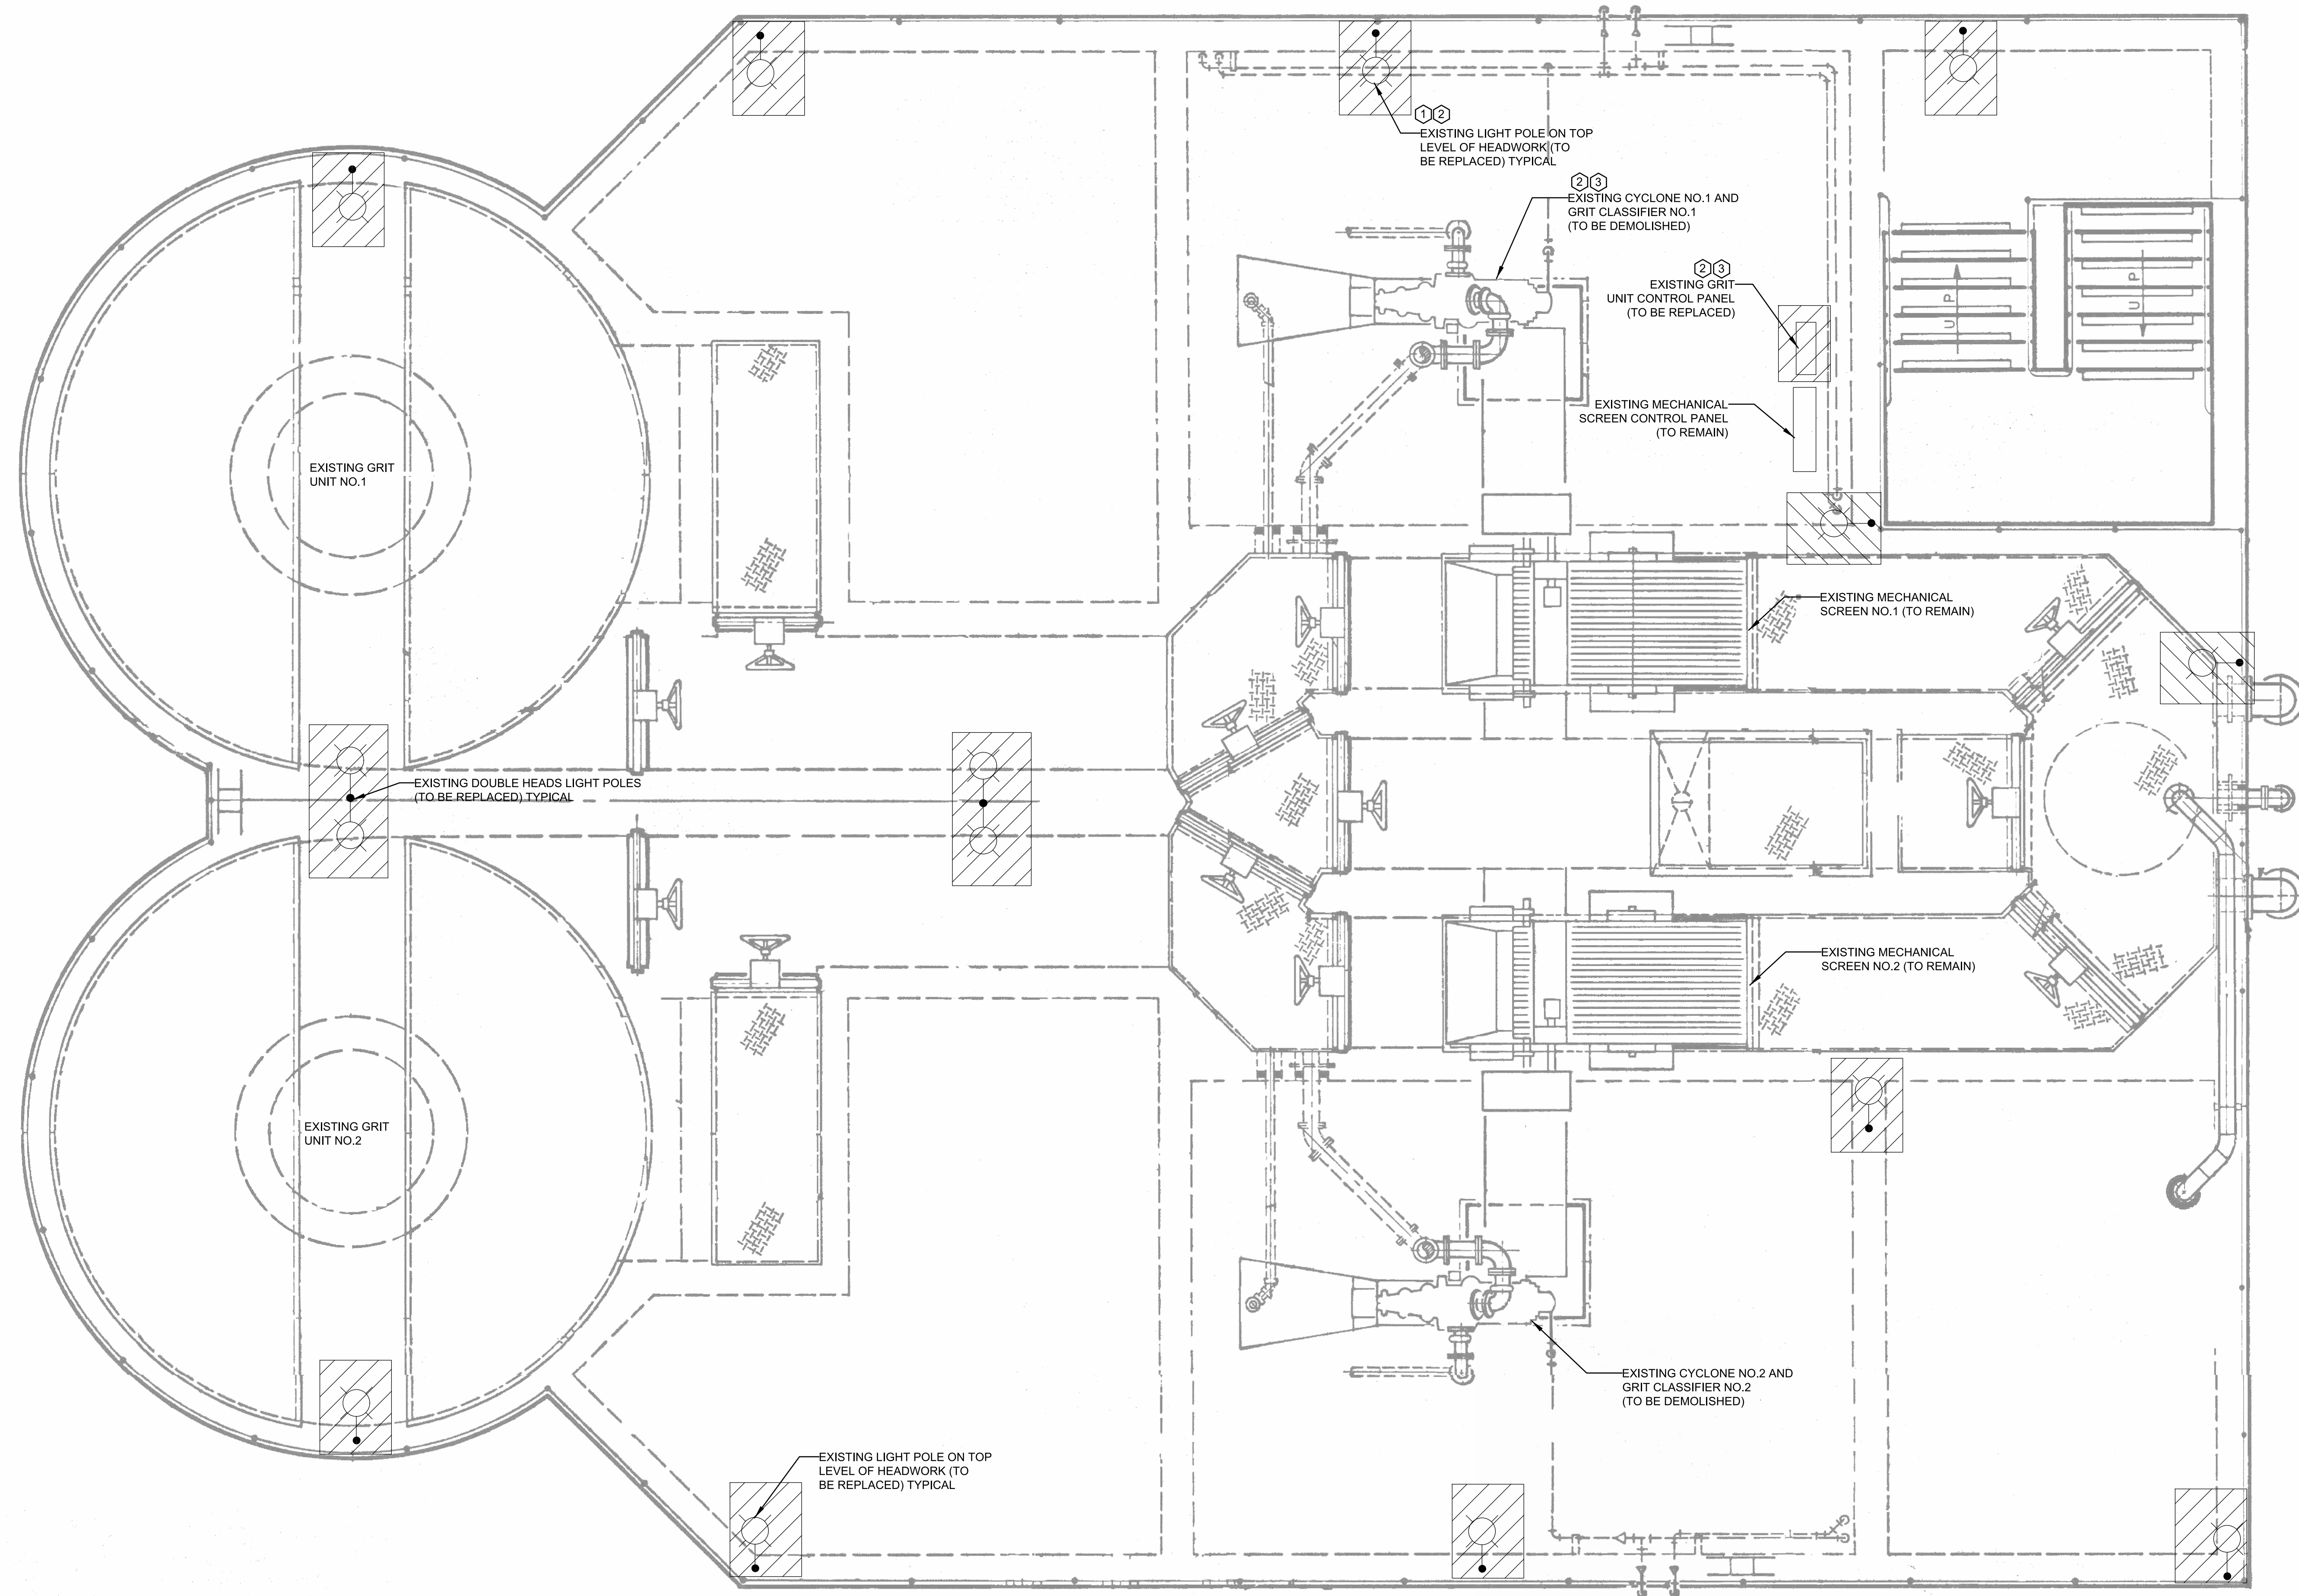 1 2
EXISTING LIGHT POLE ON TOP
LEVEL OF HEADWORK (TO
BE REPLACED) TYPICAL
2 3
EXISTING CYCLONE NO.1 AND
GRIT CLASSIFIER NO.1
(TO BE DEMOLISHED)
2 3
EXISTING GRIT
UNIT CONTROL PANEL
(TO BE REPLACED)
UP
UP
EXISTING MECHANICAL
SCREEN CONTROL PANEL
(TO REMAIN)
EXISTING GRIT
UNIT NO.1
EXISTING MECHANICAL
SCREEN NO.1 (TO REMAIN)
EXISTING DOUBLE HEADS LIGHT POLES
(TO BE REPLACED) TYPICAL
EXISTING MECHANICAL
SCREEN NO.2 (TO REMAIN)
EXISTING GRIT
UNIT NO.2
EXISTING CYCLONE NO.2 AND
GRIT CLASSIFIER NO.2
(TO BE DEMOLISHED)
EXISTING LIGHT POLE ON TOP
LEVEL OF HEADWORK (TO
BE REPLACED) TYPICAL